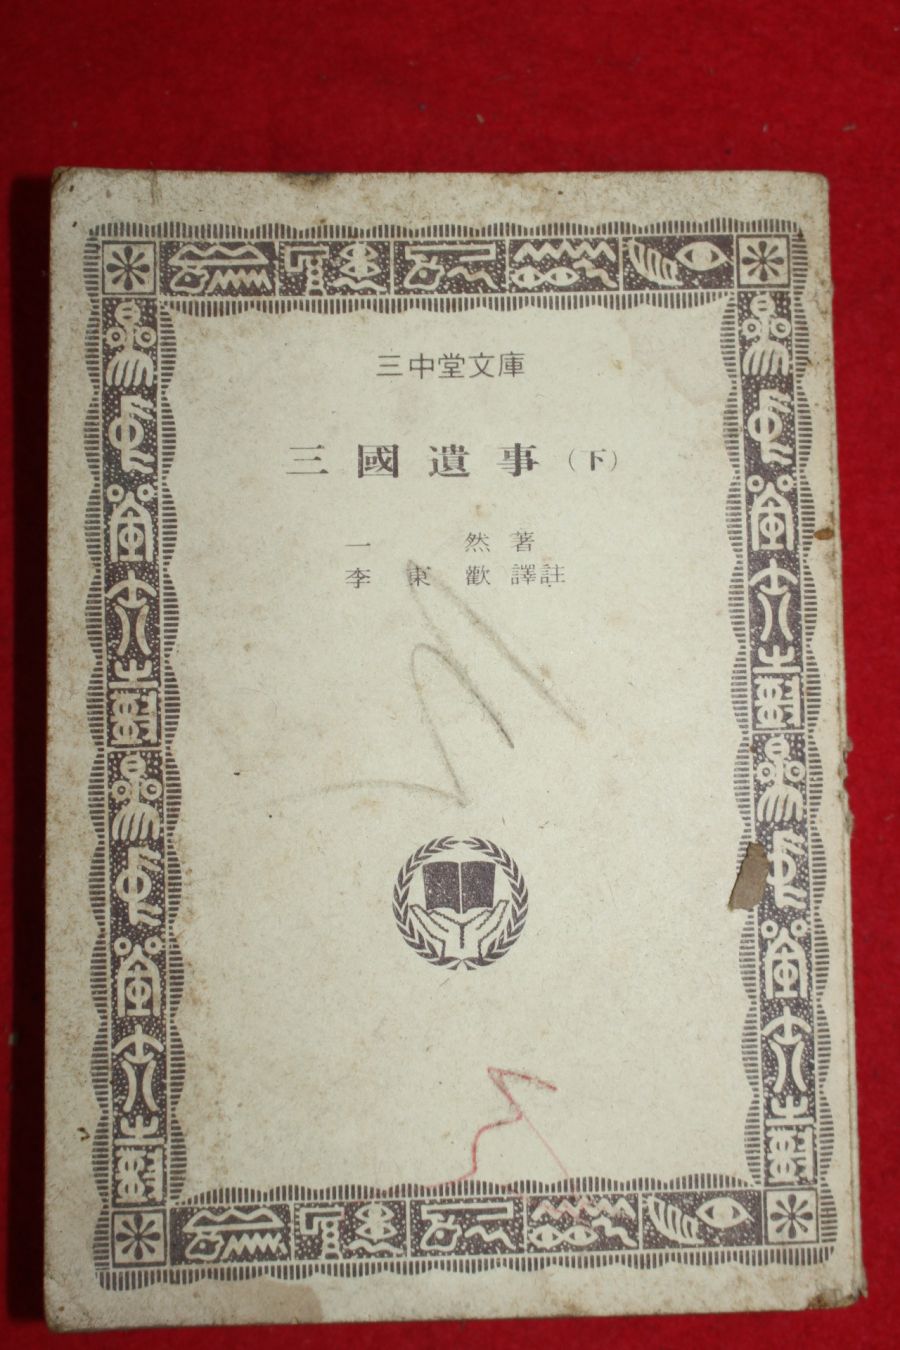 三中堂文庫
三國遺事(下)
一然著
李東歡譯註